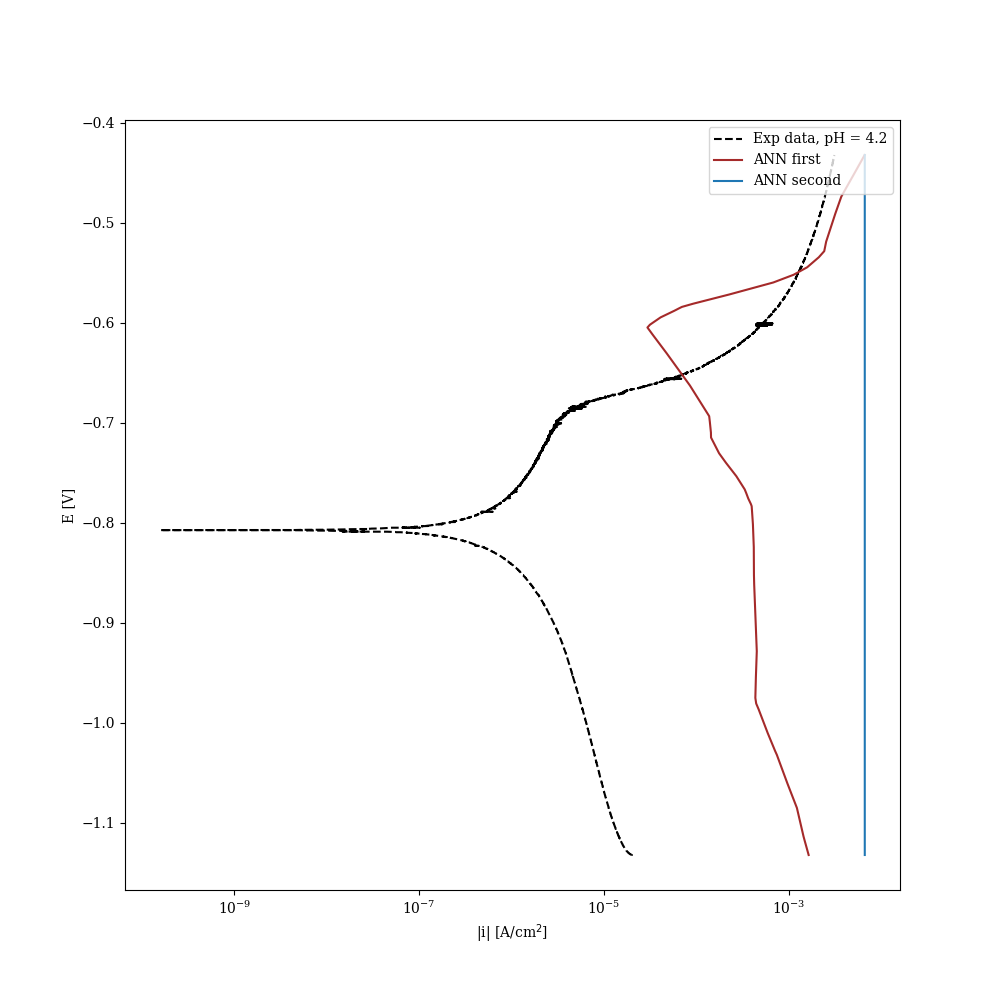 −0.4
−0.5
−0.6
−0.7
−0.8
−0.9
−1.0
−1.1
E [V]
10⁻⁹
10⁻⁷
10⁻⁵
10⁻³
|i| [A/cm²]
Exp data, pH = 4.2
ANN first
ANN second